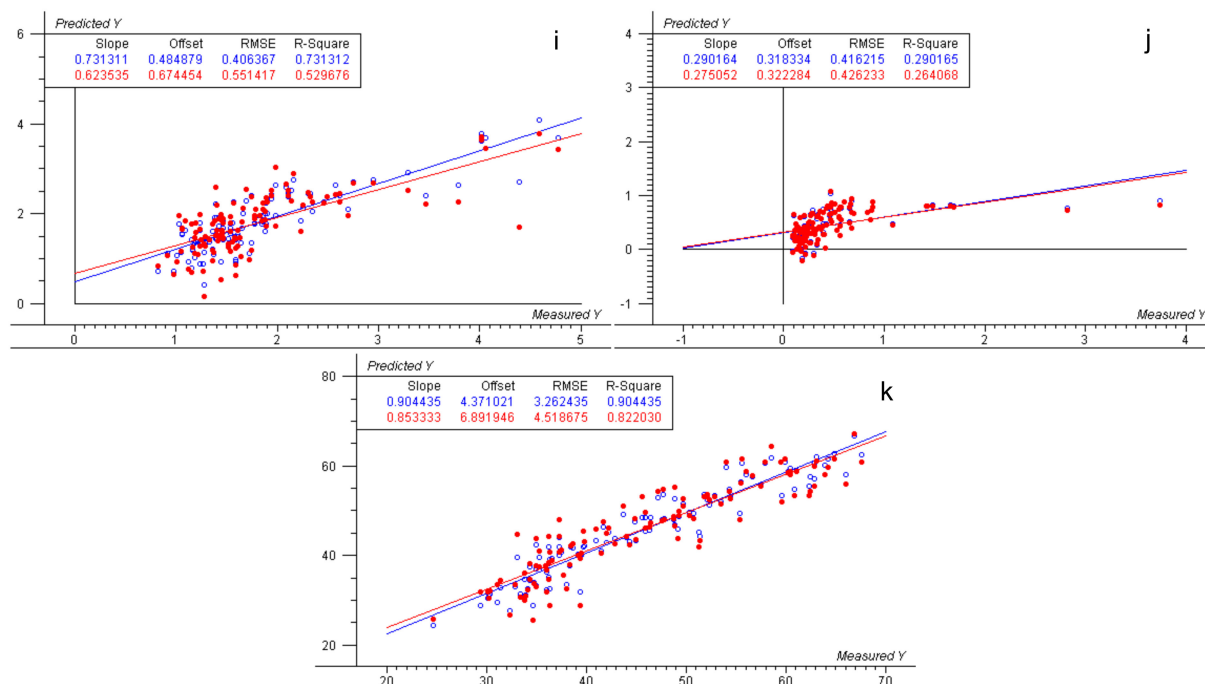 Predicted Y
6
i
Slope Offset RMSE R-Square
0.731311 0.484879 0.406367 0.731312
0.623535 0.674454 0.551417 0.529676
4
2
0
Measured Y
0 1 2 3 4 5
Predicted Y
4
j
Slope Offset RMSE R-Square
0.290164 0.318334 0.416215 0.290165
0.275052 0.322284 0.426233 0.264068
3
2
1
0
-1
Measured Y
-1 0 1 2 3 4
Predicted Y
80
k
Slope Offset RMSE R-Square
0.904435 4.371021 3.262435 0.904435
0.853333 6.891946 4.518675 0.822030
60
40
20
Measured Y
20 30 40 50 60 70